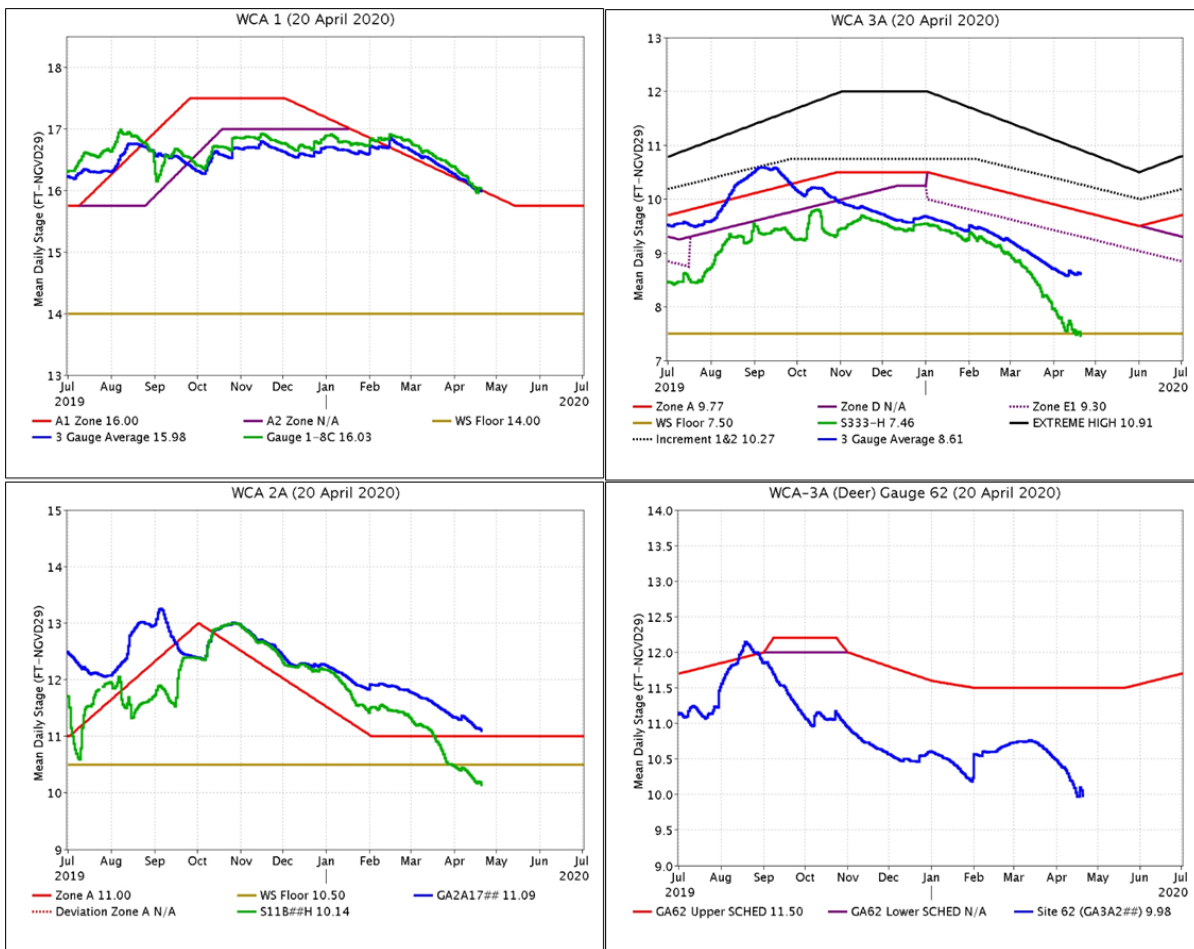 WCA 1 (20 April 2020)
Mean Daily Stage (FT-NGVD29)
18
17
16
15
14
13
Jul Aug Sep Oct Nov Dec Jan Feb Mar Apr Jun Jul
2019 2020
A1 Zone 16.00 A2 Zone N/A WS Floor 14.00
3 Gauge Average 15.98 Gauge 1-8C 16.03
WCA 3A (20 April 2020)
Mean Daily Stage (FT-NGVD29)
13
12
11
10
9
8
7
Jul Aug Sep Oct Nov Dec Jan Feb Mar Apr Jun Jul
2019 2020
Zone A 9.77 Zone D N/A Zone E1 9.30
WS Floor 7.50 S333-H 7.46 EXTREME HIGH 10.91
Increment 1&2 10.27 3 Gauge Average 8.61
WCA 2A (20 April 2020)
Mean Daily Stage (FT-NGVD29)
15
14
13
12
11
10
9
Jul Aug Sep Oct Nov Dec Jan Feb Mar Apr Jun Jul
2019 2020
Zone A 11.00 WS Floor 10.50 GA2A17## 11.09
Deviation Zone A N/A S11B##H 10.14
WCA-3A (Deer) Gauge 62 (20 April 2020)
Mean Daily Stage (FT-NGVD29)
14.0
13.5
13.0
12.5
12.0
11.5
11.0
10.5
10.0
9.5
9.0
Jul Aug Sep Oct Nov Dec Jan Feb Mar Apr Jun Jul
2019 2020
GA62 Upper SCHED 11.50 GA62 Lower SCHED N/A Site 62 (GA3A2##) 9.98